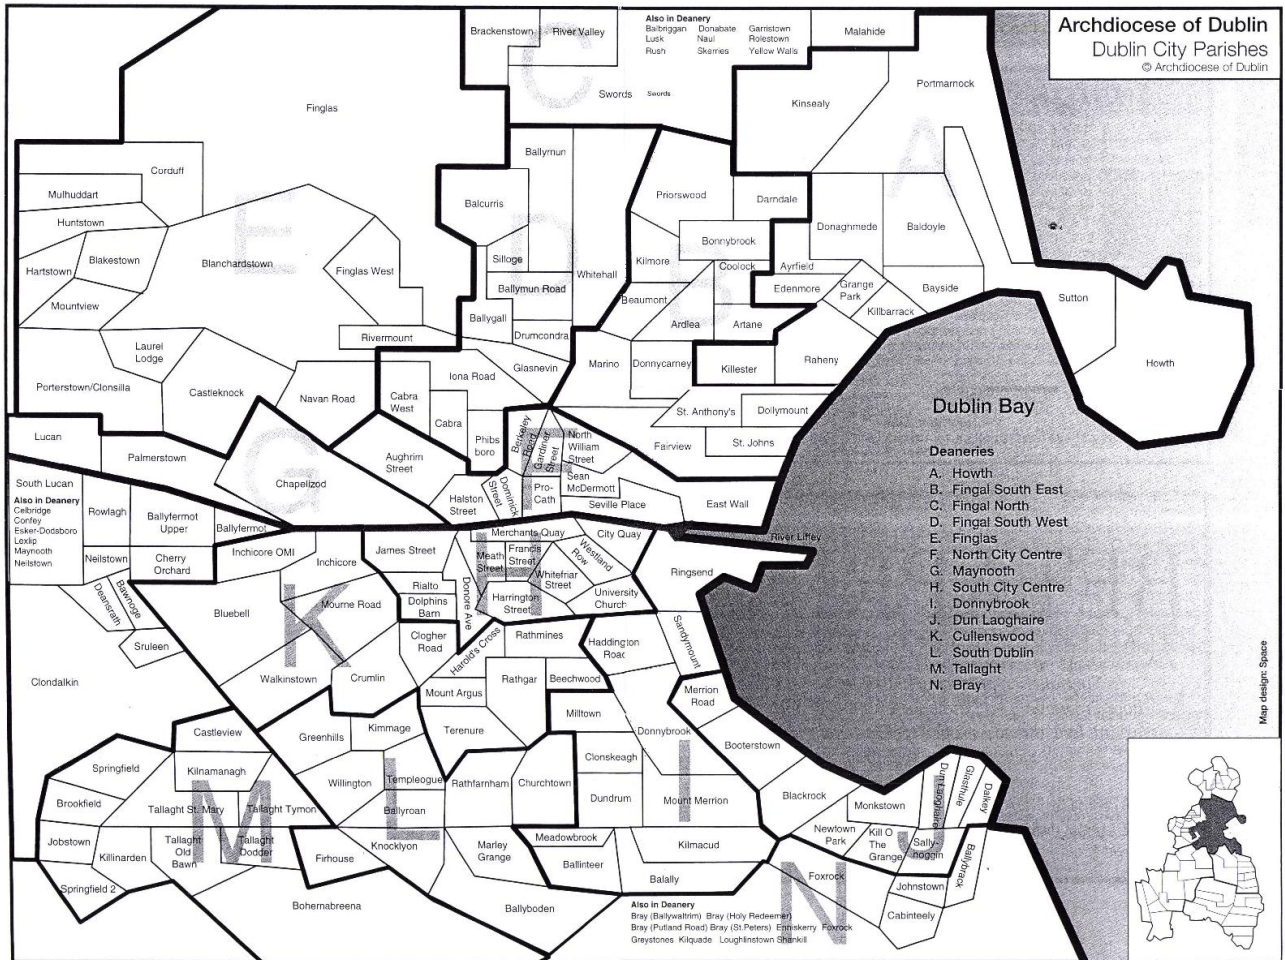 Archdiocese of Dublin
Dublin City Parishes
© Archdiocese of Dublin
Also in Deanery
Balbriggan Donabate Garristown
Lusk Naul Rolestown
Rush Skerries Yellow Walls
Brackenstown
River Valley
C
Swords
Swords
Malahide
Portmarnock
Kinsealy
A
Finglas
Corduff
Mulhuddart
Huntstown
Hartstown
Blakestown
Mountview
E
Blanchardstown
Finglas West
Rivermount
Laurel
Lodge
Porterstown/Clonsilla
Castleknock
Navan Road
Ballymun
Balcurris
D
Silloge
Ballymun Road
Whitehall
Ballygall
Drumcondra
Glasnevin
Iona Road
Cabra
West
Cabra
Phibs
boro
Priorswood
Darndale
Bonnybrook
Kilmore
Coolock
B
Beaumont
Ardlea
Artane
Marino
Donnycarney
Killester
Raheny
Ayrfield
Edenmore
Grange
Park
Killbarrack
Donaghmede
Baldoyle
Bayside
Sutton
Howth
St. Anthony's
Dollymount
Fairview
St. Johns
East Wall
Lucan
Palmerstown
G
Chapelizod
Aughrim
Street
Halston
Street
Berkeley
Road
Gardiner
Street
F
North
William
Street
Dominick
Street
Pro-
Cath
Sean
McDermott
Seville Place
South Lucan
Also in Deanery
Celbridge
Confey
Esker-Dodsboro
Lexlip
Maynooth
Neilstown
Rowlagh
Ballyfermot
Upper
Ballyfermot
Neilstown
Cherry
Orchard
Deansrath
Bawnoge
Sruleen
Clondalkin
Inchicore OMI
Inchicore
Bluebell
Mourne Road
K
Walkinstown
Crumlin
James Street
Rialto
Dolphins
Barn
Clogher
Road
Donore Ave
Merchants Quay
City Quay
Meath
Street
Francis
Street
Westland
Row
Whitefriar
Street
H
Harrington
Street
University
Church
Ringsend
River Liffey
Harold's Cross
Rathmines
Haddington
Road
Sandymount
Mount Argus
Rathgar
Beechwood
Terenure
Milltown
Merrion
Road
Donnybrook
Booterstown
Clonskeagh
Dundrum
I
Mount Merrion
Kilmacud
Meadowbrook
Ballinteer
Balally
Castleview
Springfield
Kilnamanagh
Brookfield
Tallaght St. Mary
Tallaght Tymon
M
Jobstown
Killinarden
Tallaght
Old
Bawn
Tallaght
Dodder
Springfield 2
Greenhills
Kimmage
Willington
Templeogue
L
Ballyroan
Rathfarnham
Churchtown
Firhouse
Knocklyon
Marley
Grange
Bohernabreena
Ballyboden
Blackrock
Monkstown
Dun Laoghaire
Glasthule
Dalkey
Newtown
Park
Kill O
The
Grange
Sally-
noggin
J
Ballybrack
Foxrock
N
Johnstown
Cabinteely
Also in Deanery
Bray (Ballywaltrim) Bray (Holy Redeemer)
Bray (Putland Road) Bray (St.Peters) Enniskerry Foxrock
Greystones Kilquade Loughlinstown Shankill
Dublin Bay
Deaneries
A. Howth
B. Fingal South East
C. Fingal North
D. Fingal South West
E. Finglas
F. North City Centre
G. Maynooth
H. South City Centre
I. Donnybrook
J. Dun Laoghaire
K. Cullenswood
L. South Dublin
M. Tallaght
N. Bray
Map design: Space